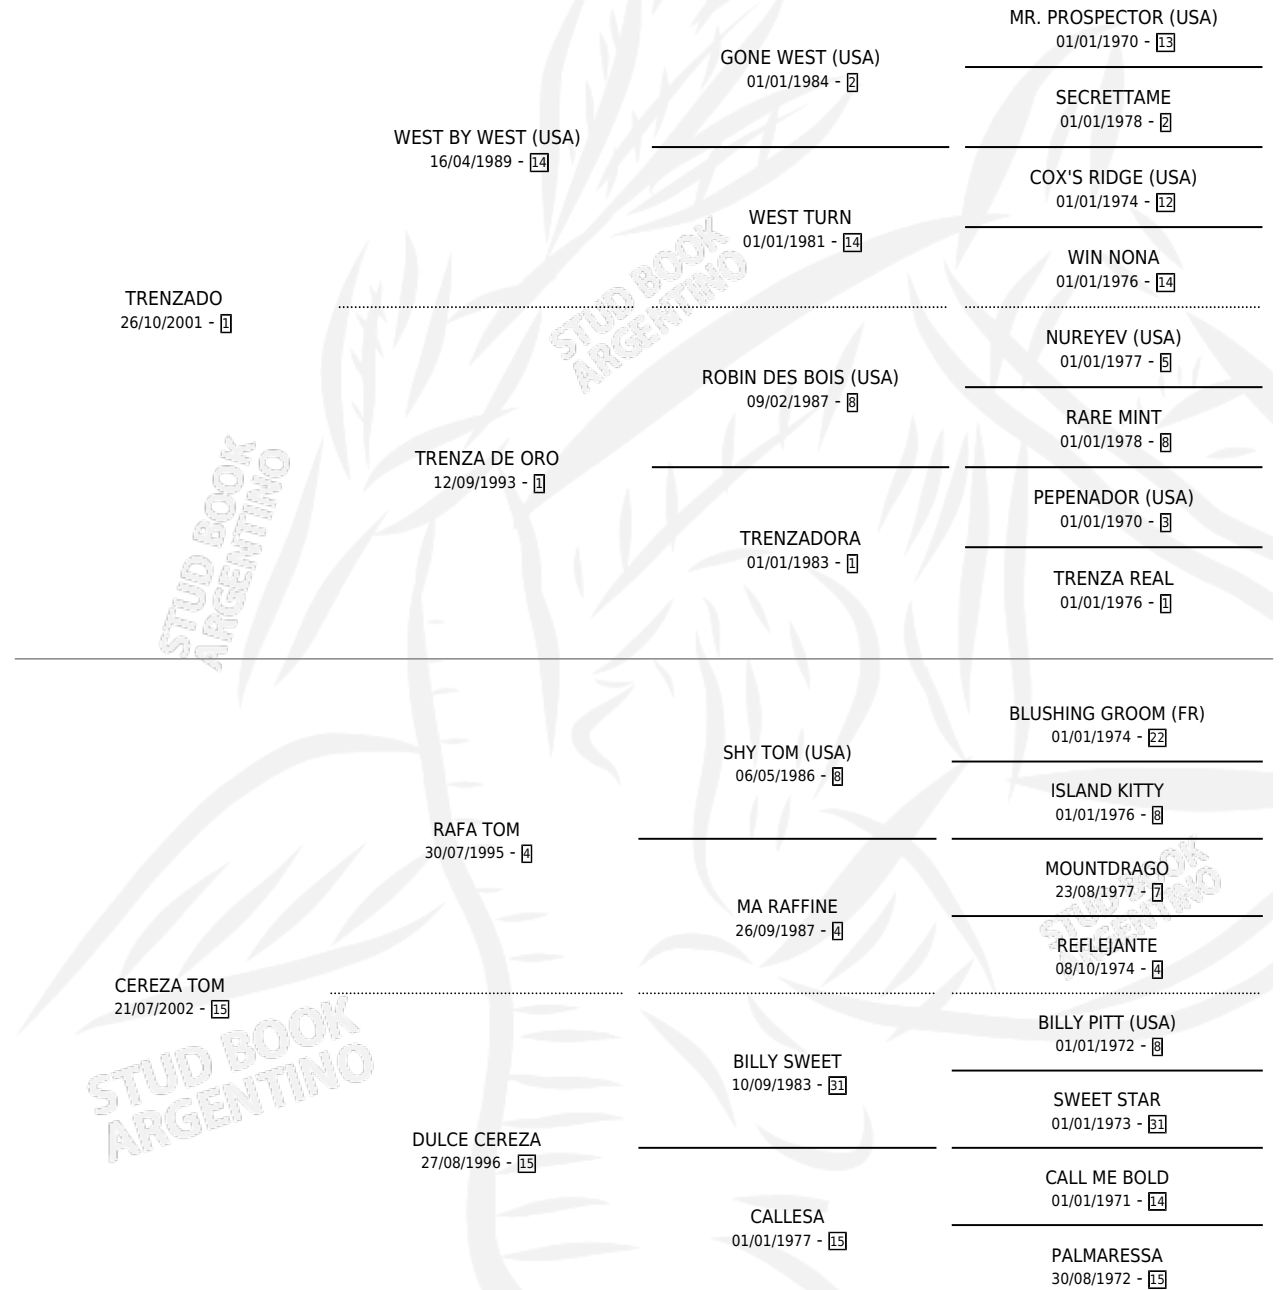 MR. PROSPECTOR (USA)
01/01/1970 - 13
GONE WEST (USA)
01/01/1984 - 2
SECRETTAME
01/01/1978 - 2
WEST BY WEST (USA)
16/04/1989 - 14
COX'S RIDGE (USA)
01/01/1974 - 12
WEST TURN
01/01/1981 - 14
WIN NONA
01/01/1976 - 14
TRENZADO
26/10/2001 - 1
STUD BOOK
ARGENTINO
NUREYEV (USA)
01/01/1977 - 5
ROBIN DES BOIS (USA)
09/02/1987 - 8
RARE MINT
01/01/1978 - 8
TRENZA DE ORO
12/09/1993 - 1
PEPENADOR (USA)
01/01/1970 - 3
TRENZADORA
01/01/1983 - 1
TRENZA REAL
01/01/1976 - 1
STUD BOOK
ARGENTINO
BLUSHING GROOM (FR)
01/01/1974 - 22
SHY TOM (USA)
06/05/1986 - 8
ISLAND KITTY
01/01/1976 - 8
RAFA TOM
30/07/1995 - 4
MOUNTDRAGO
23/08/1977 - 7
MA RAFFINE
26/09/1987 - 4
REFLEJANTE
08/10/1974 - 4
STUD BOOK
ARGENTINO
CEREZA TOM
21/07/2002 - 15
STUD BOOK
ARGENTINO
BILLY PITT (USA)
01/01/1972 - 8
BILLY SWEET
10/09/1983 - 31
SWEET STAR
01/01/1973 - 31
DULCE CEREZA
27/08/1996 - 15
CALL ME BOLD
01/01/1971 - 14
CALLESA
01/01/1977 - 15
PALMARESSA
30/08/1972 - 15